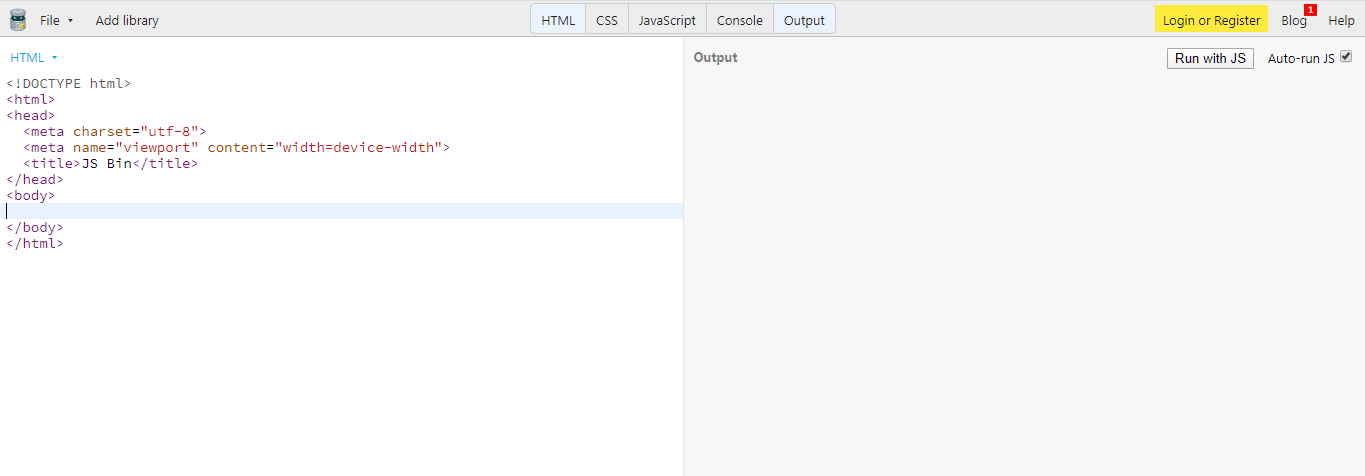 File Add library HTML CSS JavaScript Console Output Login or Register Blog 1 Help
HTML
<!DOCTYPE html>
<html>
<head>
  <meta charset="utf-8">
  <meta name="viewport" content="width=device-width">
  <title>JS Bin</title>
</head>
<body>

</body>
</html>
Output Run with JS Auto-run JS